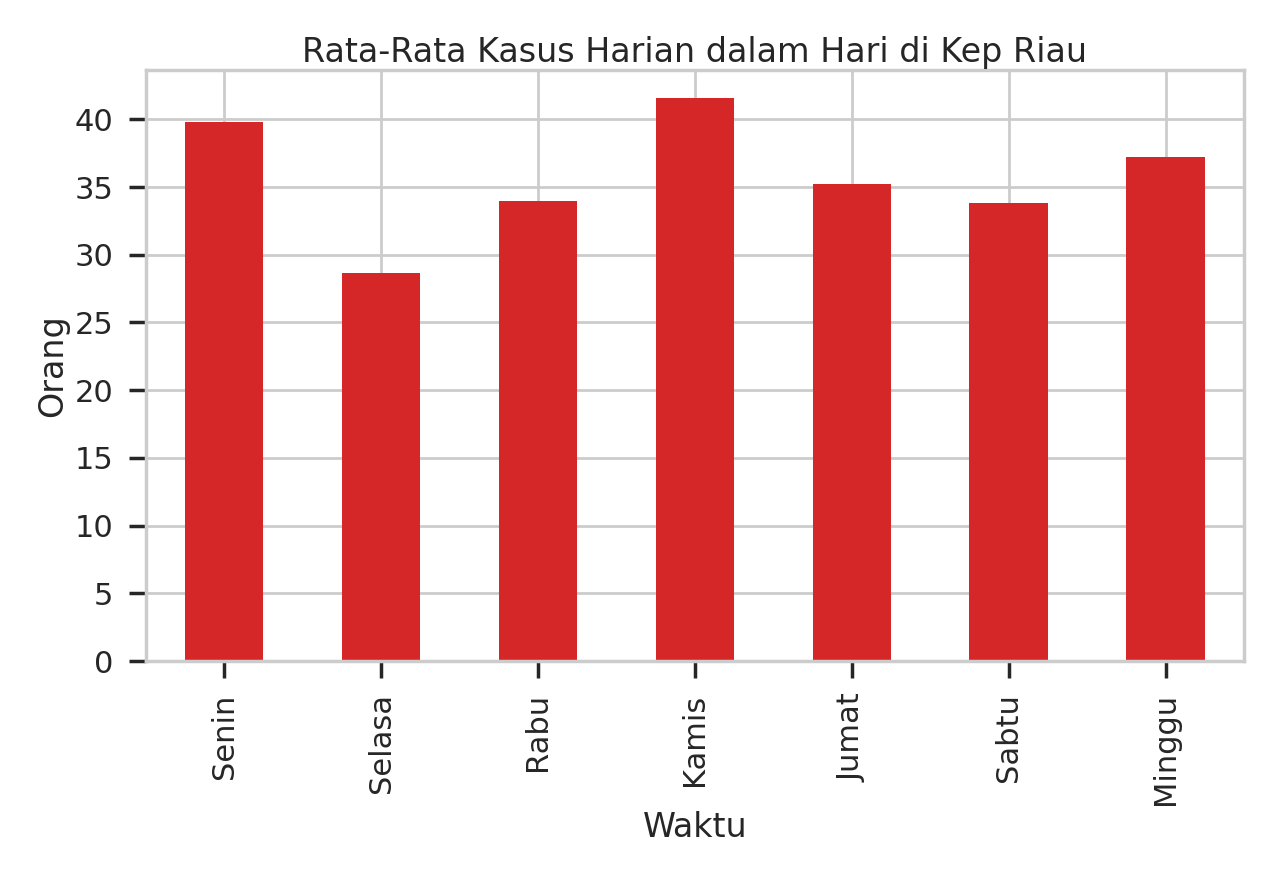 Rata-Rata Kasus Harian dalam Hari di Kep Riau
Orang
40
35
30
25
20
15
10
5
0
Senin
Selasa
Rabu
Kamis
Jumat
Sabtu
Minggu
Waktu